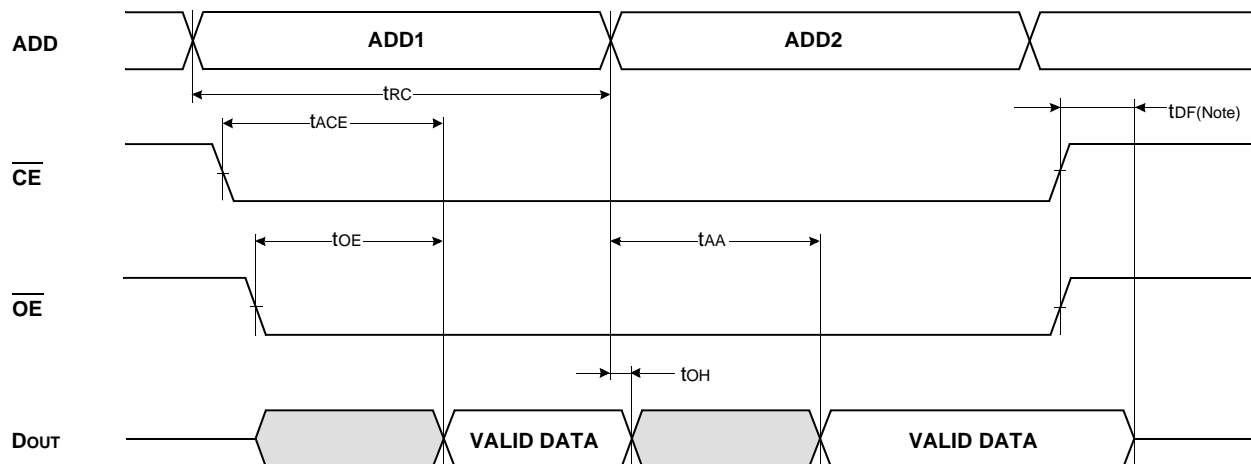 ADD
ADD1
ADD2
tRC
tDF(Note)
tACE
CE
tOE
tAA
OE
tOH
DOUT
VALID DATA
VALID DATA